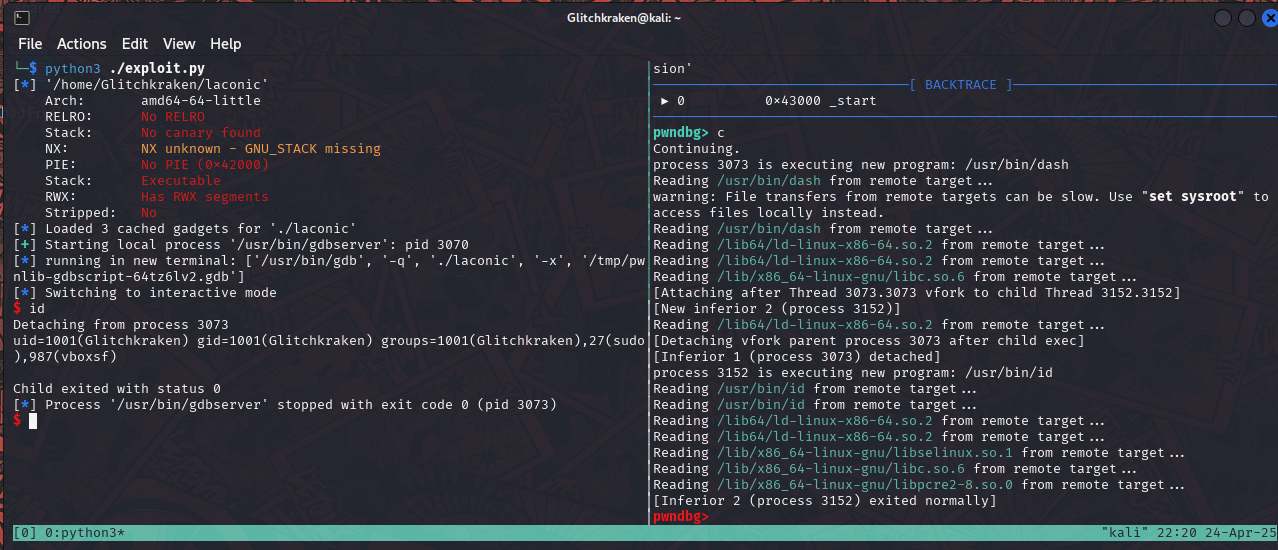 Glitchkraken@kali: ~
File Actions Edit View Help
└─$ python3 ./exploit.py
[*] '/home/Glitchkraken/laconic'
Arch: amd64-64-little
RELRO: No RELRO
Stack: No canary found
NX: NX unknown - GNU_STACK missing
PIE: No PIE (0×42000)
Stack: Executable
RWX: Has RWX segments
Stripped: No
[*] Loaded 3 cached gadgets for './laconic'
[+] Starting local process '/usr/bin/gdbserver': pid 3070
[*] running in new terminal: ['/usr/bin/gdb', '-q', './laconic', '-x', '/tmp/pw
nlib-gdbscript-64tz6lv2.gdb']
[*] Switching to interactive mode
$ id
Detaching from process 3073
uid=1001(Glitchkraken) gid=1001(Glitchkraken) groups=1001(Glitchkraken),27(sudo
),987(vboxsf)
Child exited with status 0
[*] Process '/usr/bin/gdbserver' stopped with exit code 0 (pid 3073)
$
sion'
[ BACKTRACE ]
► 0 0×43000 _start
pwndbg> c
Continuing.
process 3073 is executing new program: /usr/bin/dash
Reading /usr/bin/dash from remote target...
warning: File transfers from remote targets can be slow. Use "set sysroot" to
access files locally instead.
Reading /usr/bin/dash from remote target...
Reading /lib64/ld-linux-x86-64.so.2 from remote target...
Reading /lib64/ld-linux-x86-64.so.2 from remote target...
Reading /lib/x86_64-linux-gnu/libc.so.6 from remote target...
[Attaching after Thread 3073.3073 vfork to child Thread 3152.3152]
[New inferior 2 (process 3152)]
Reading /lib64/ld-linux-x86-64.so.2 from remote target...
[Detaching vfork parent process 3073 after child exec]
[Inferior 1 (process 3073) detached]
process 3152 is executing new program: /usr/bin/id
Reading /usr/bin/id from remote target...
Reading /usr/bin/id from remote target...
Reading /lib64/ld-linux-x86-64.so.2 from remote target...
Reading /lib64/ld-linux-x86-64.so.2 from remote target...
Reading /lib/x86_64-linux-gnu/libselinux.so.1 from remote target...
Reading /lib/x86_64-linux-gnu/libc.so.6 from remote target...
Reading /lib/x86_64-linux-gnu/libpcre2-8.so.0 from remote target...
[Inferior 2 (process 3152) exited normally]
pwndbg>
[0] 0:python3* "kali" 22:20 24-Apr-25